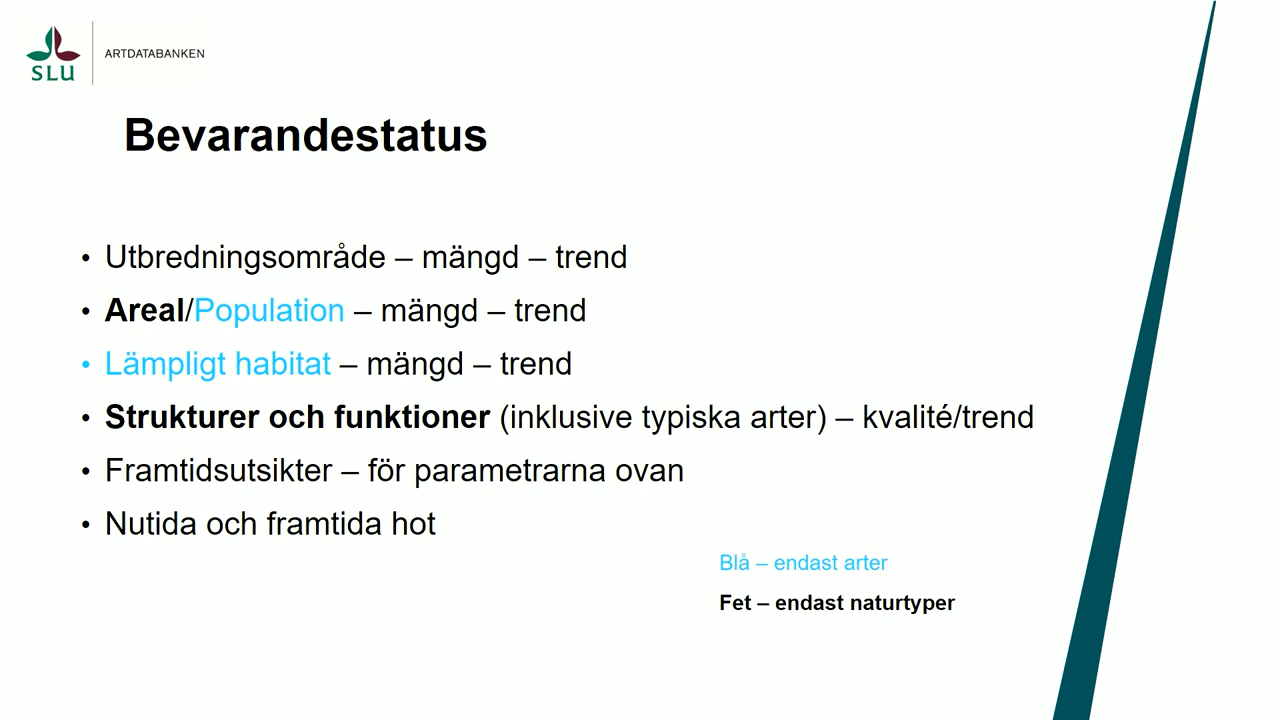 SLU
ARTDATABANKEN
Bevarandestatus
• Utbredningsområde – mängd – trend
• Areal/Population – mängd – trend
• Lämpligt habitat – mängd – trend
• Strukturer och funktioner (inklusive typiska arter) – kvalité/trend
• Framtidsutsikter – för parametrarna ovan
• Nutida och framtida hot
Blå – endast arter
Fet – endast naturtyper